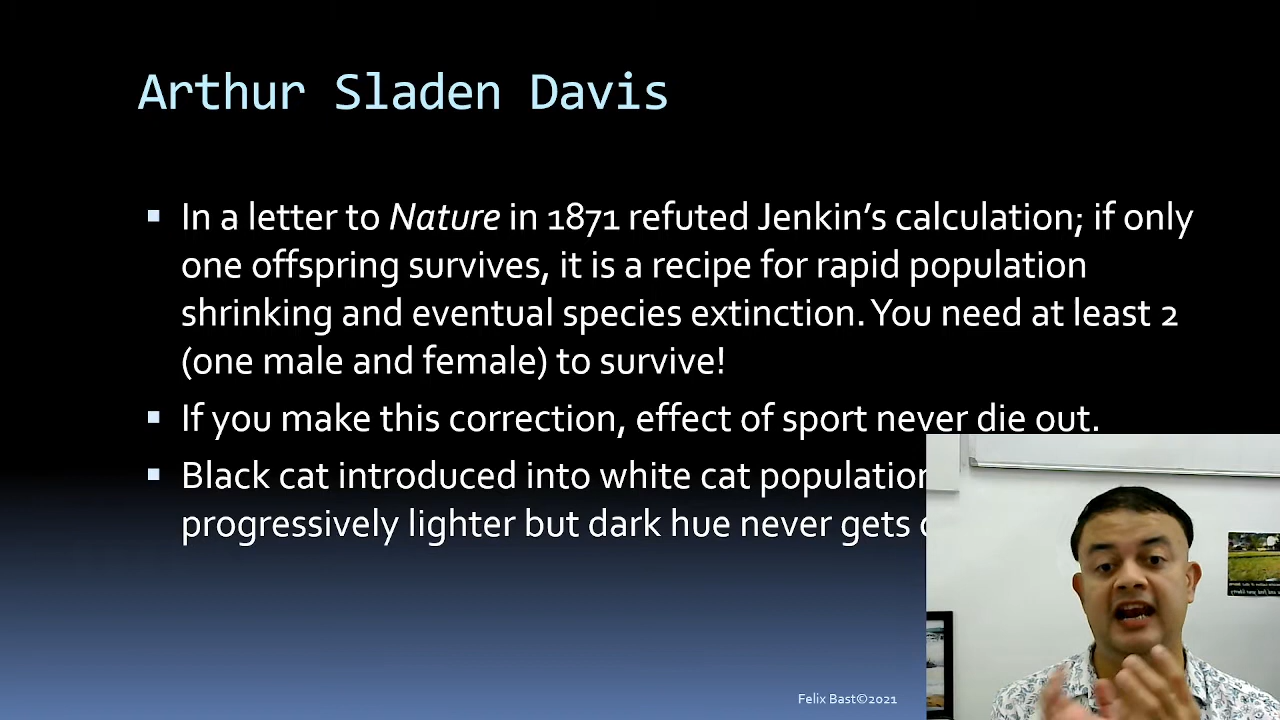 Arthur Sladen Davis
▪ In a letter to Nature in 1871 refuted Jenkin’s calculation; if only
one offspring survives, it is a recipe for rapid population
shrinking and eventual species extinction. You need at least 2
(one male and female) to survive!
▪ If you make this correction, effect of sport never die out.
▪ Black cat introduced into white cat population
progressively lighter but dark hue never gets
Felix Bast©2021